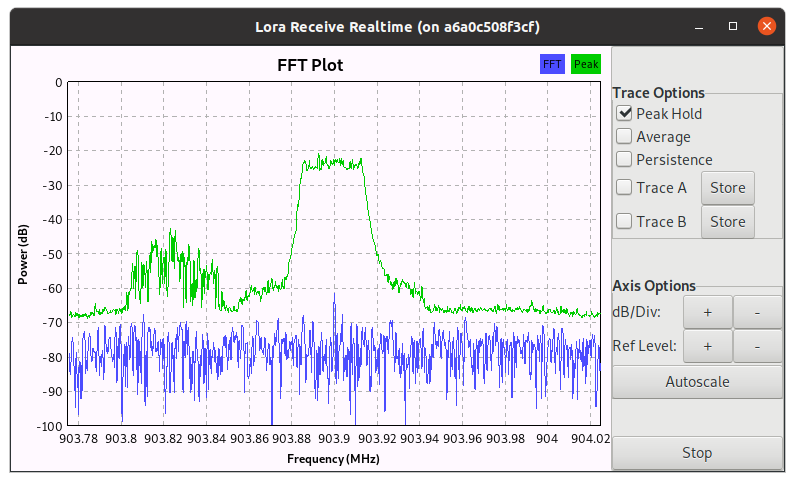 Lora Receive Realtime (on a6a0c508f3cf)
FFT Plot
FFT
Peak
0
-10
-20
-30
-40
-50
-60
-70
-80
-90
-100
Power (dB)
903.78 903.8 903.82 903.84 903.86 903.88 903.9 903.92 903.94 903.96 903.98 904 904.02
Frequency (MHz)
Trace Options
Peak Hold
Average
Persistence
Trace A Store
Trace B Store
Axis Options
dB/Div: + -
Ref Level: + -
Autoscale
Stop